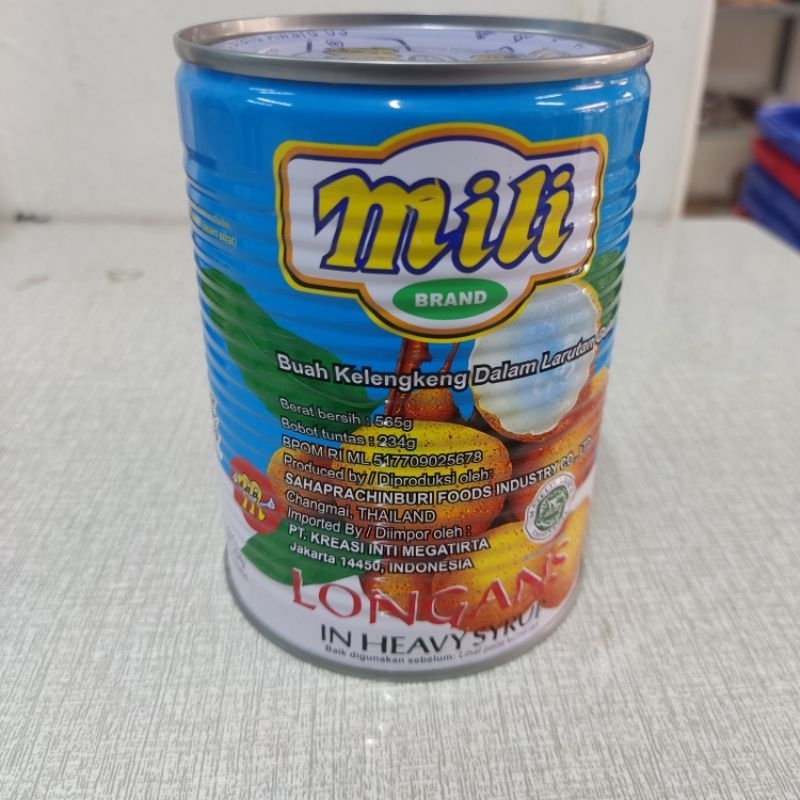 mili
BRAND
Buah Kelengkeng Dalam Larutan
Berat bersih : 565g
Bobot tuntas : 234g
BPOM RI ML 517709025678
Produced by / Diproduksi oleh:
SAHAPRACHINBURI FOODS INDUSTRY CO., LTD
Changmai, THAILAND
Imported By / Diimpor oleh :
PT. KREASI INTI MEGATIRTA
Jakarta 14450, INDONESIA
LONGANS
IN HEAVY SYRUP
Baik digunakan sebelum: Lihat pada